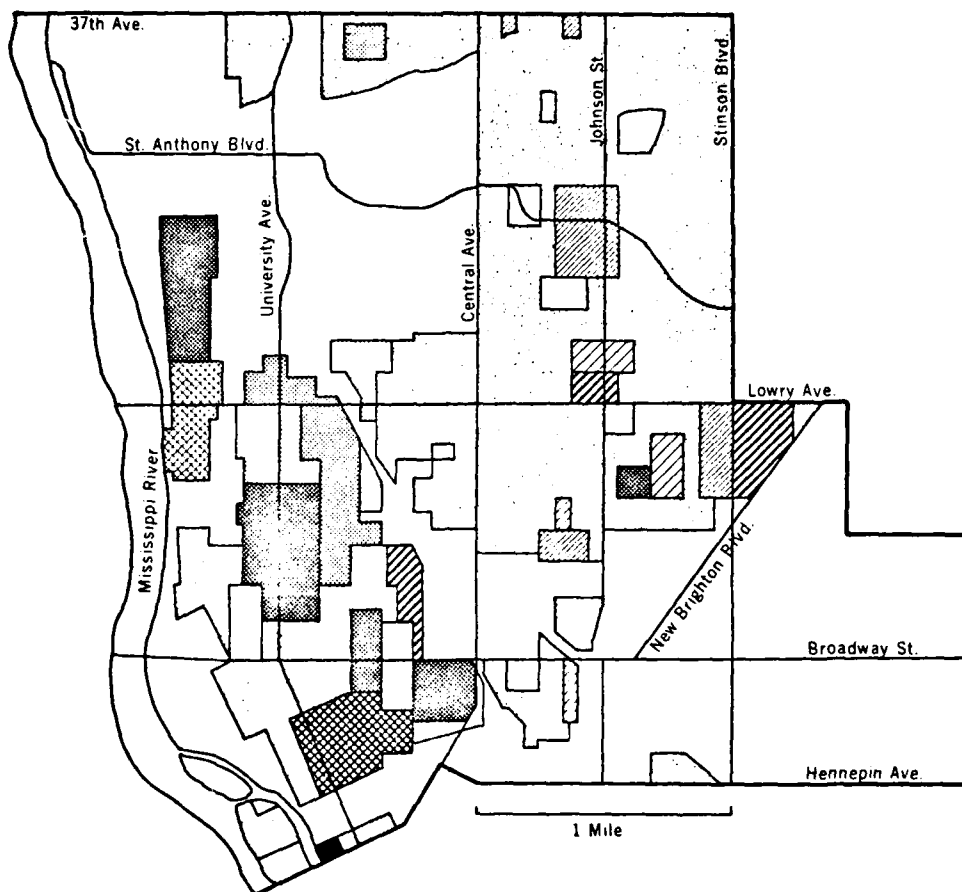 37th Ave.
St. Anthony Blvd.
University Ave.
Central Ave.
Johnson St.
Stinson Blvd.
Lowry Ave.
Mississippi River
New Brighton Blvd.
Broadway St.
Hennepin Ave.
1 Mile